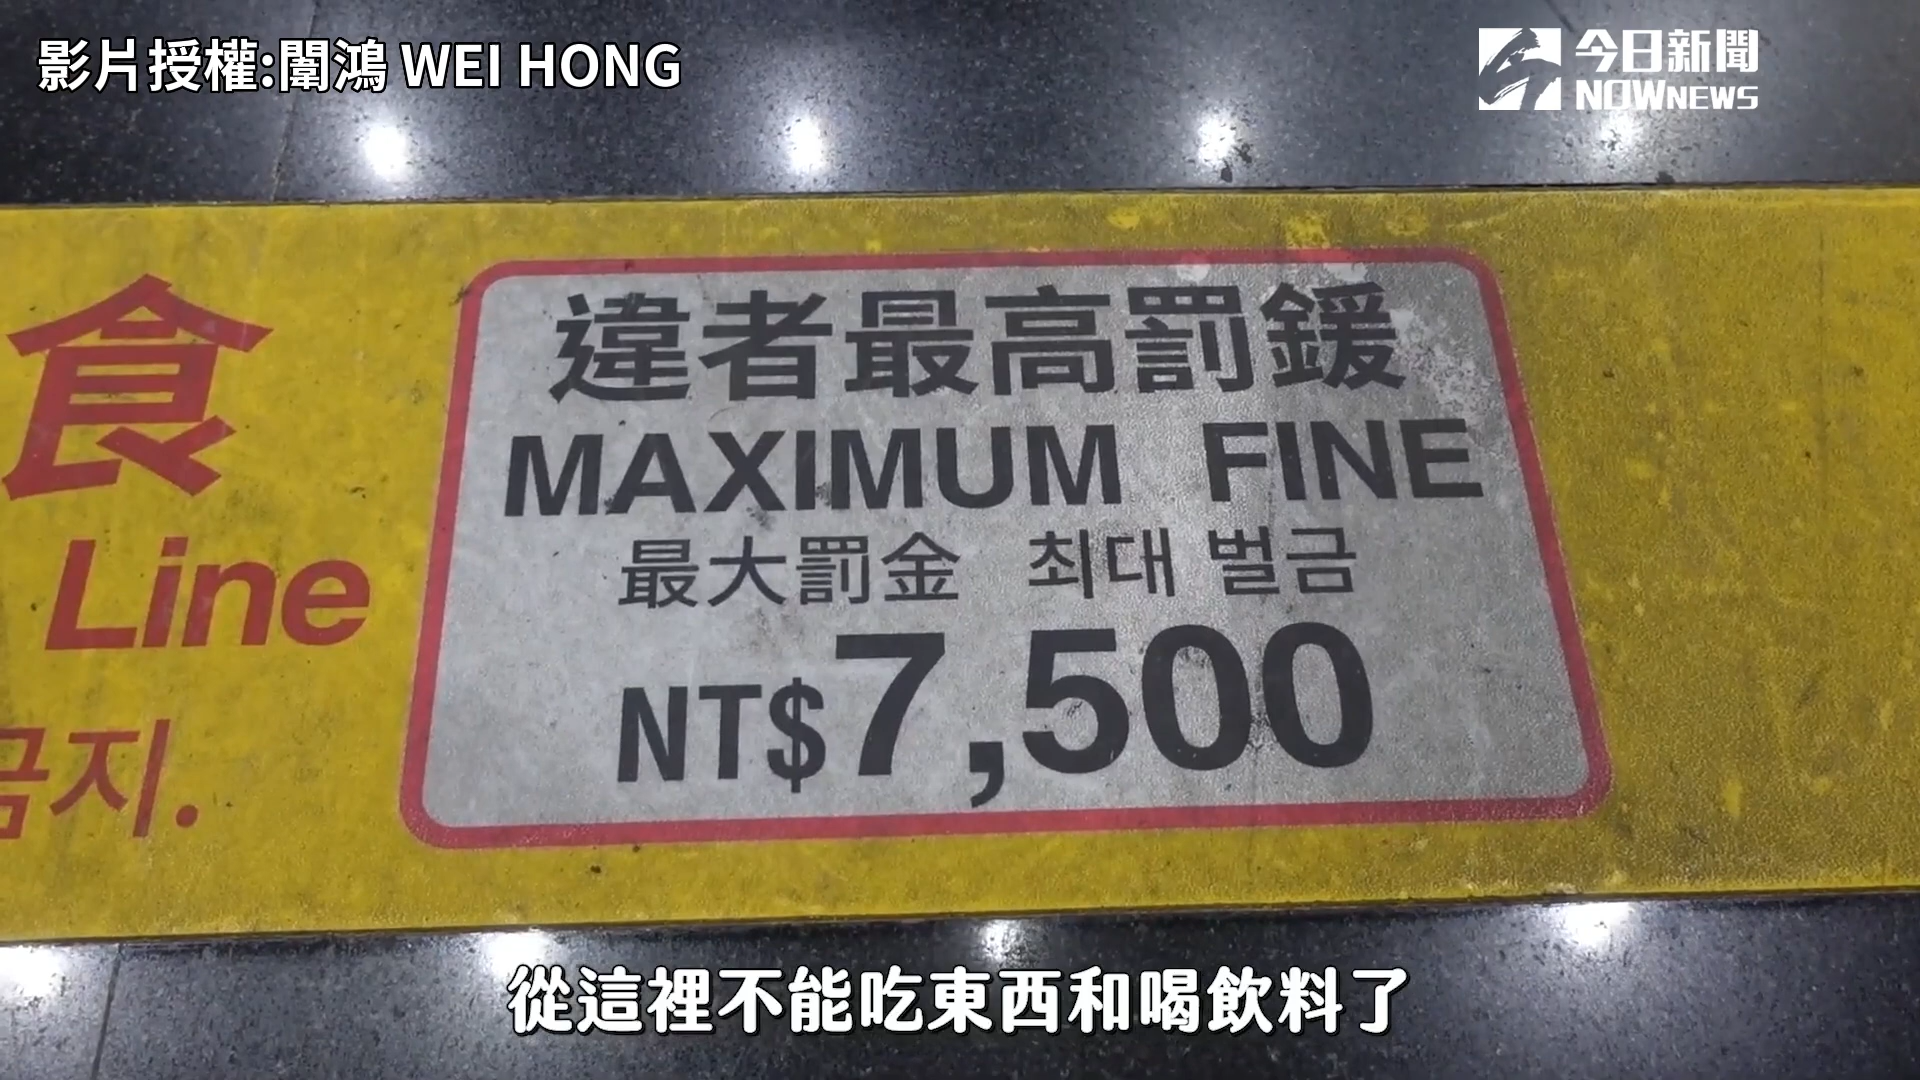 影片授權:闈鴻 WEI HONG
今日新聞
NOWNEWS
食
Line
금지.
違者最高罰鍰
MAXIMUM FINE
最大罰金 최대 벌금
NT$7,500
從這裡不能吃東西和喝飲料了